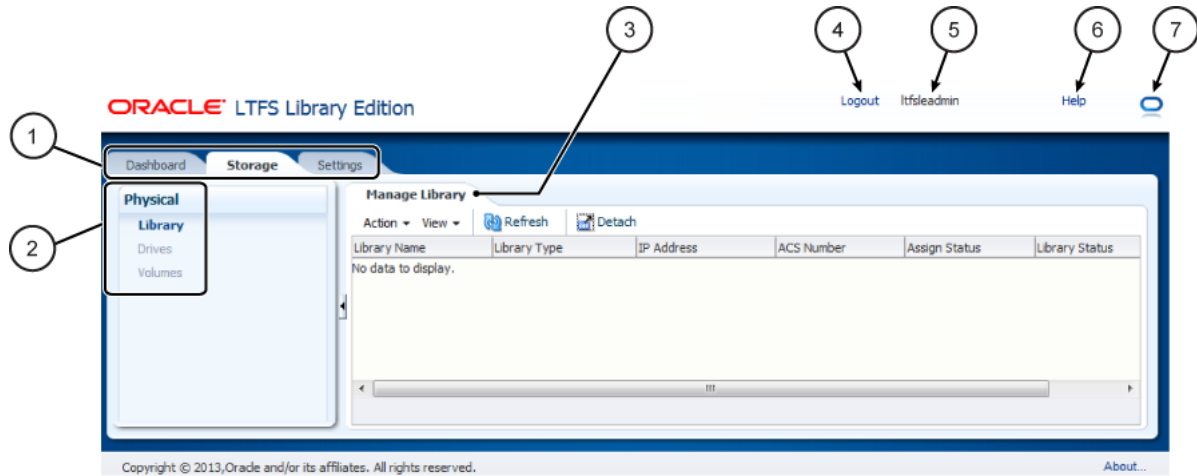 3
4
5
6
7
ORACLE LTFS Library Edition
Logout
ltfsleadmin
Help
1
Dashboard
Storage
Settings
2
Physical
Library
Drives
Volumes
Manage Library
Action
View
Refresh
Detach
Library Name
Library Type
IP Address
ACS Number
Assign Status
Library Status
No data to display.
Copyright © 2013,Oracle and/or its affiliates. All rights reserved.
About...